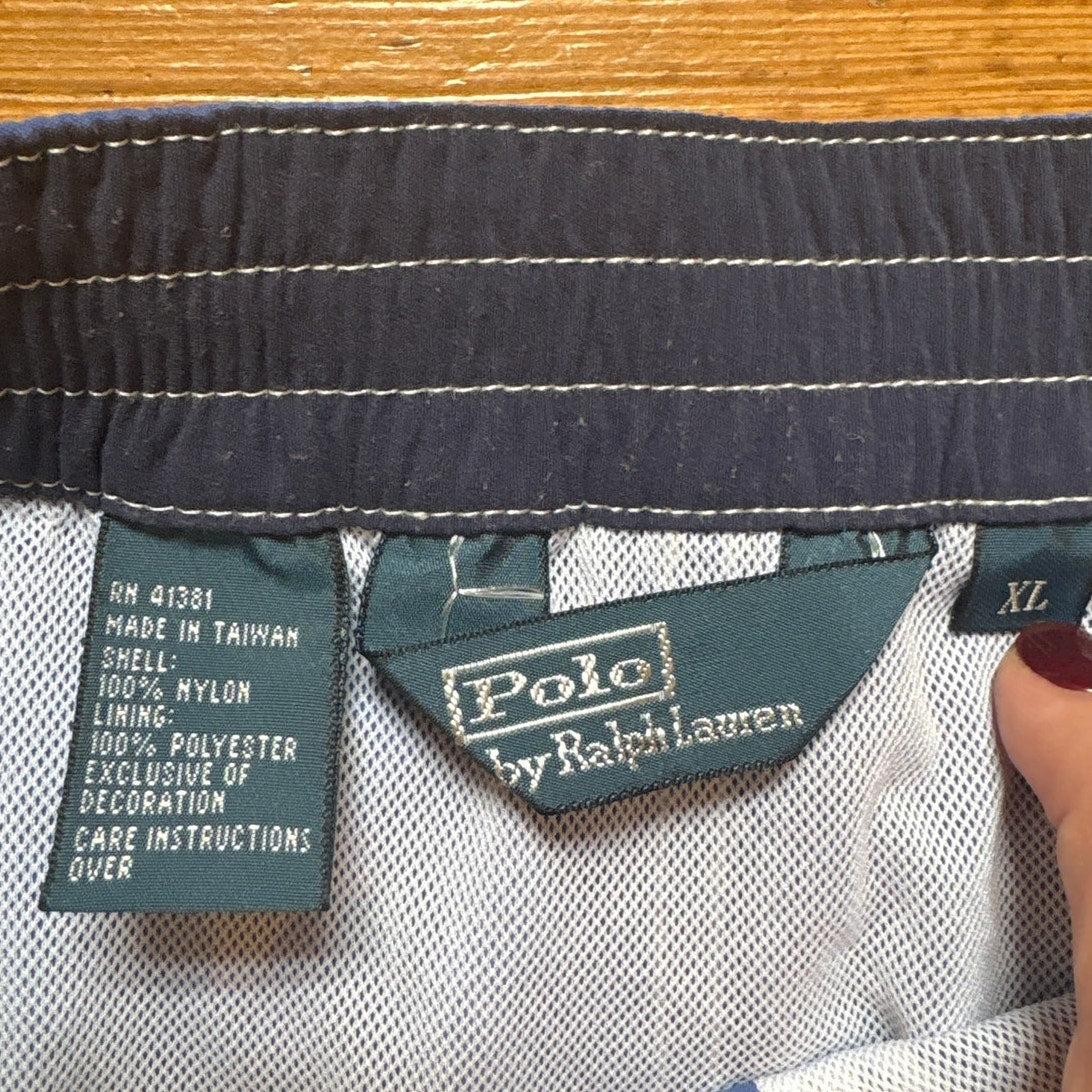 RN 41381
MADE IN TAIWAN
SHELL:
100% NYLON
LINING:
100% POLYESTER
EXCLUSIVE OF
DECORATION
CARE INSTRUCTIONS
OVER
Polo
by Ralph Lauren
XL